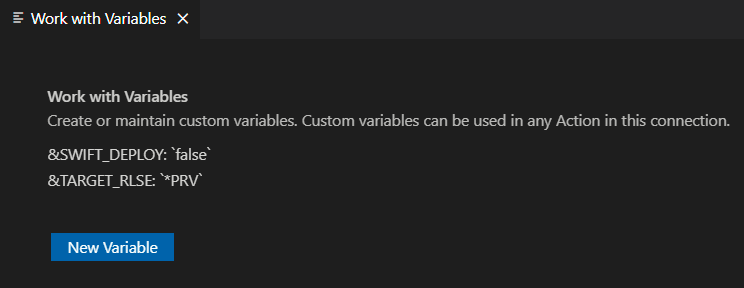 Work with Variables
Work with Variables
Create or maintain custom variables. Custom variables can be used in any Action in this connection.
&SWIFT_DEPLOY: `false`
&TARGET_RLSE: `*PRV`
New Variable